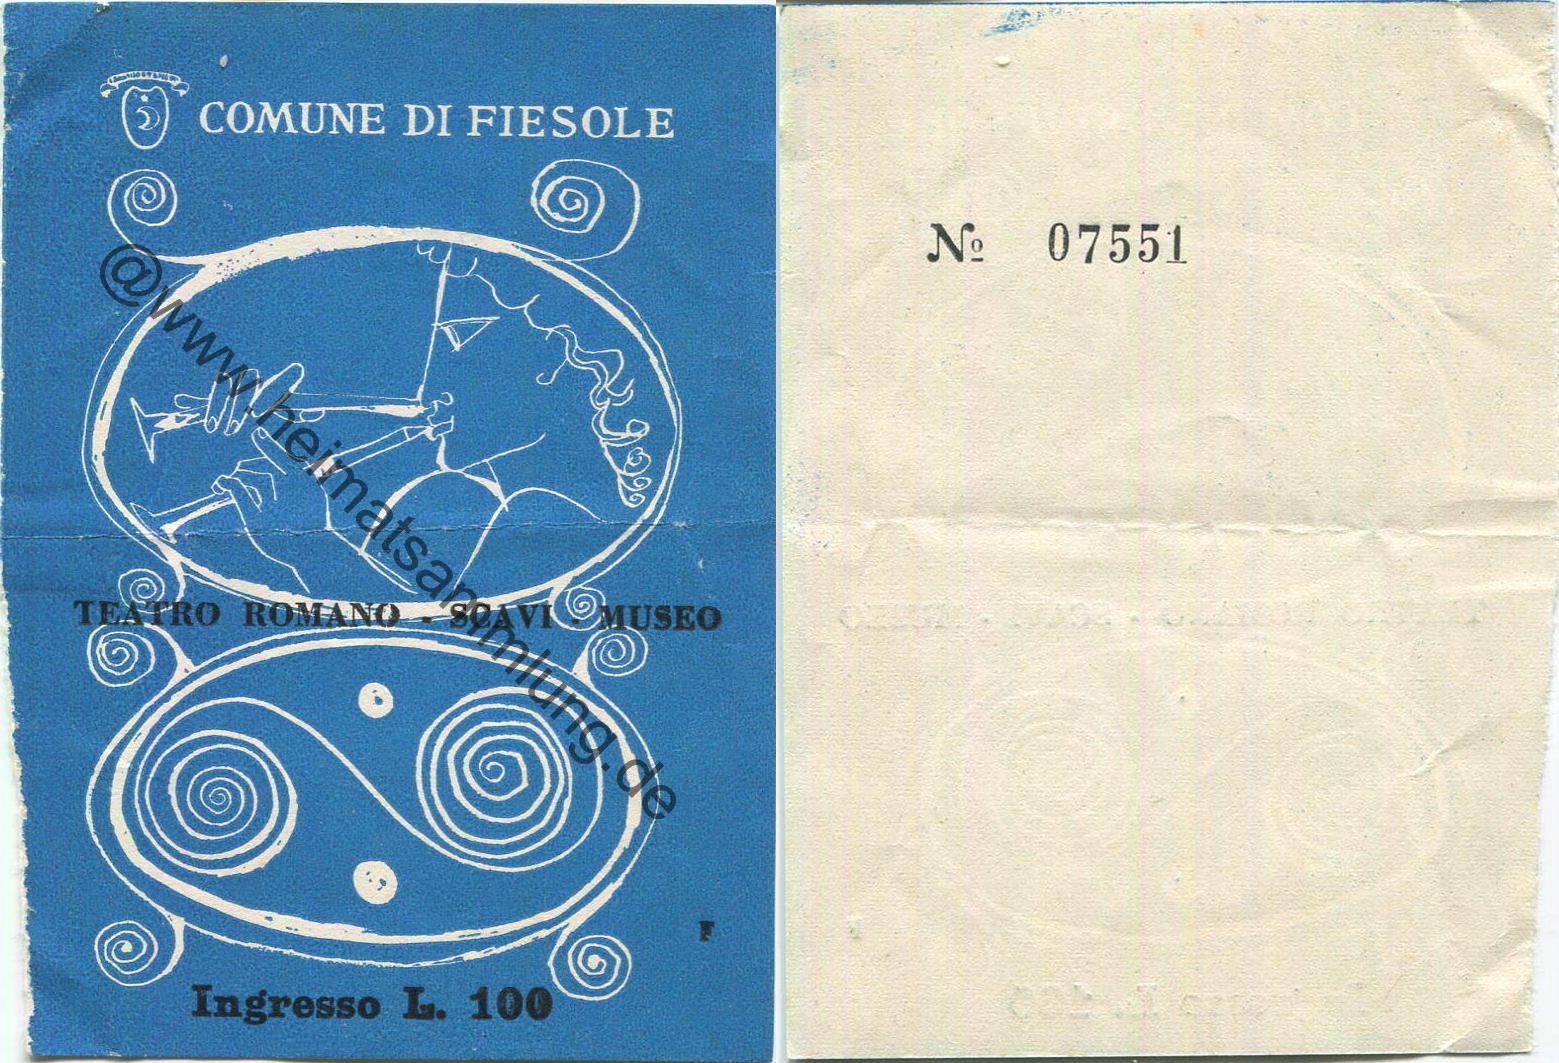 COMUNE DI FIESOLE
@www.heimatsammlung.de
TEATRO ROMANO - SCAVI - MUSEO
F
Ingresso L. 100
№ 07551